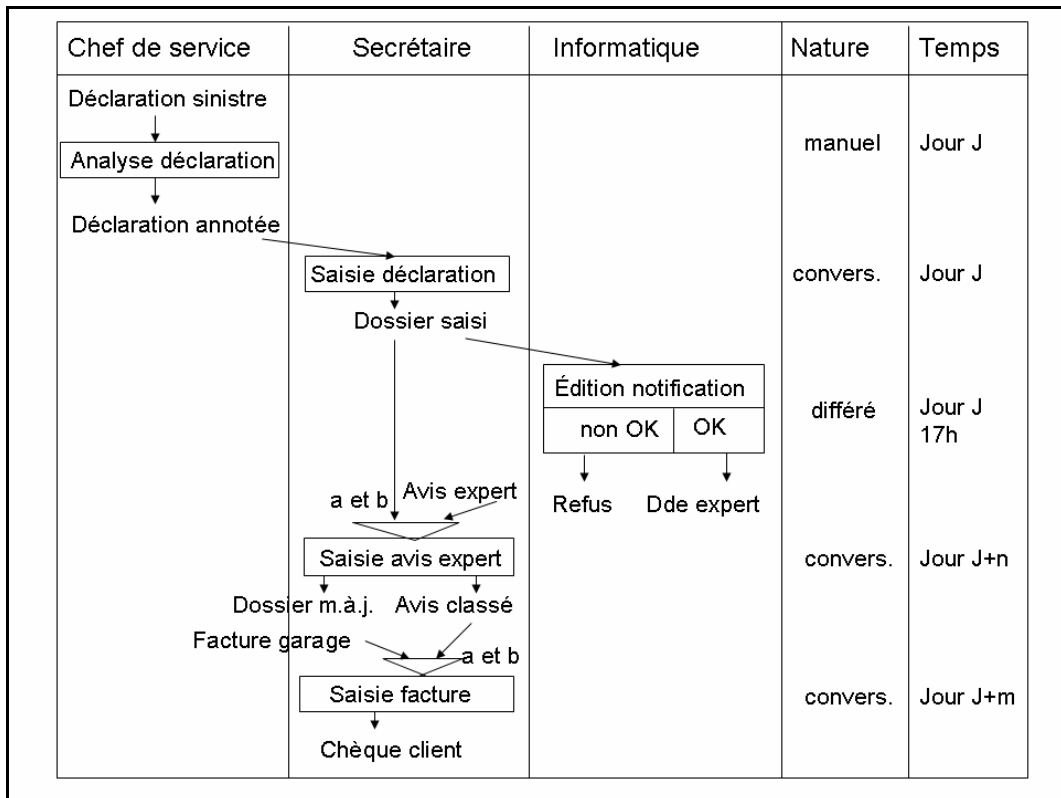 Chef de service Secrétaire Informatique Nature Temps
Déclaration sinistre
Analyse déclaration manuel Jour J
Déclaration annotée
Saisie déclaration convers. Jour J
Dossier saisi
Édition notification
non OK OK différé Jour J
17h
a et b Avis expert Refus Dde expert
Saisie avis expert convers. Jour J+n
Dossier m.à.j. Avis classé
Facture garage a et b
Saisie facture convers. Jour J+m
Chèque client